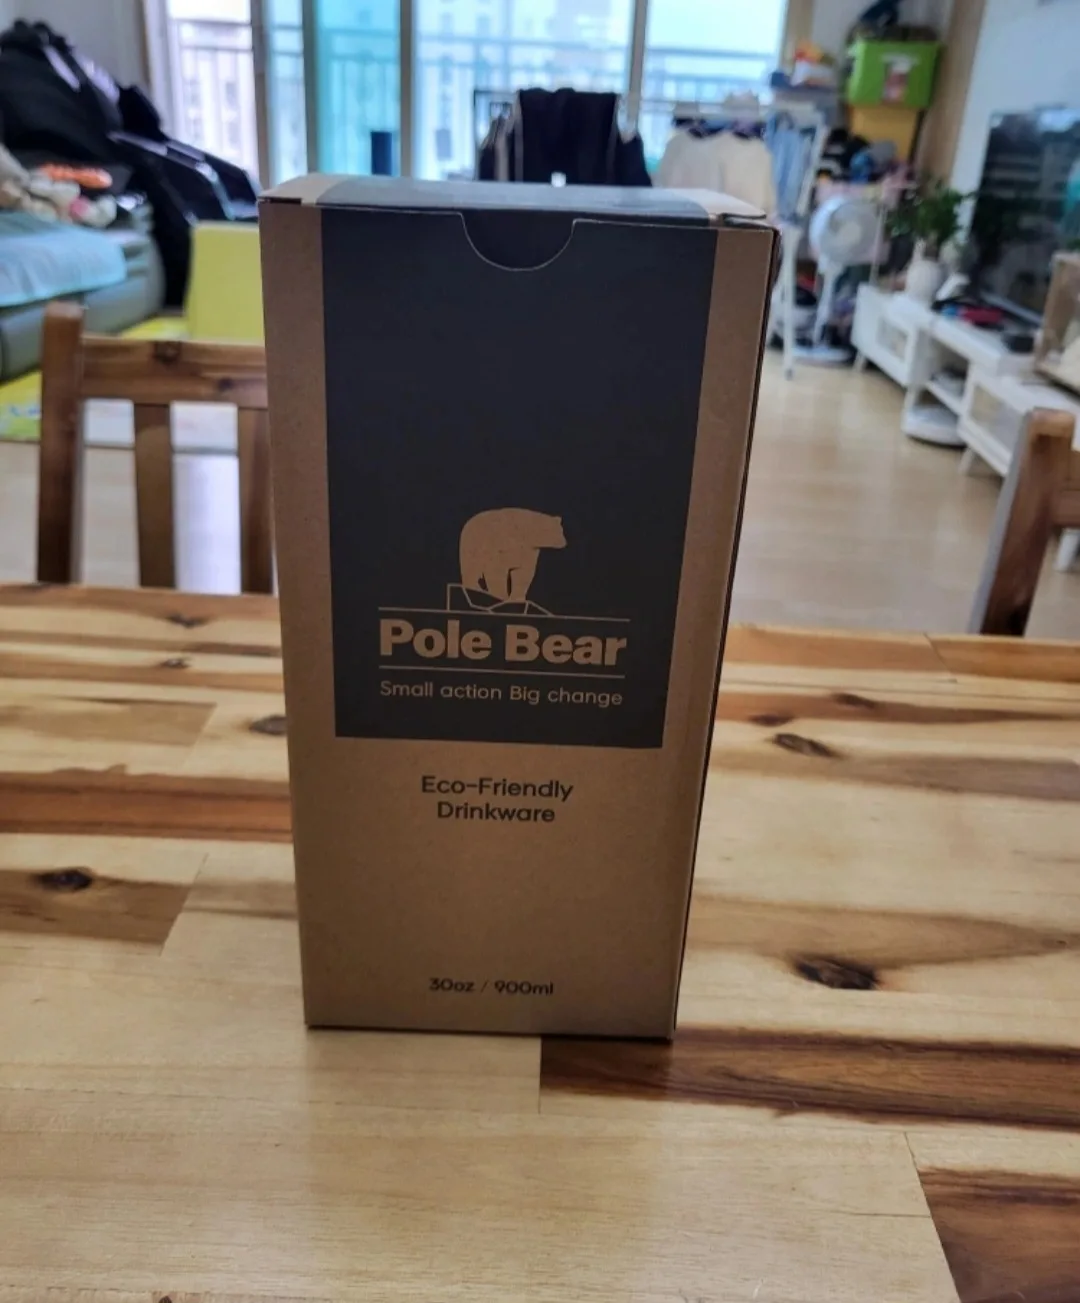 Pole Bear
Small action Big change
Eco-Friendly
Drinkware
30oz / 900ml